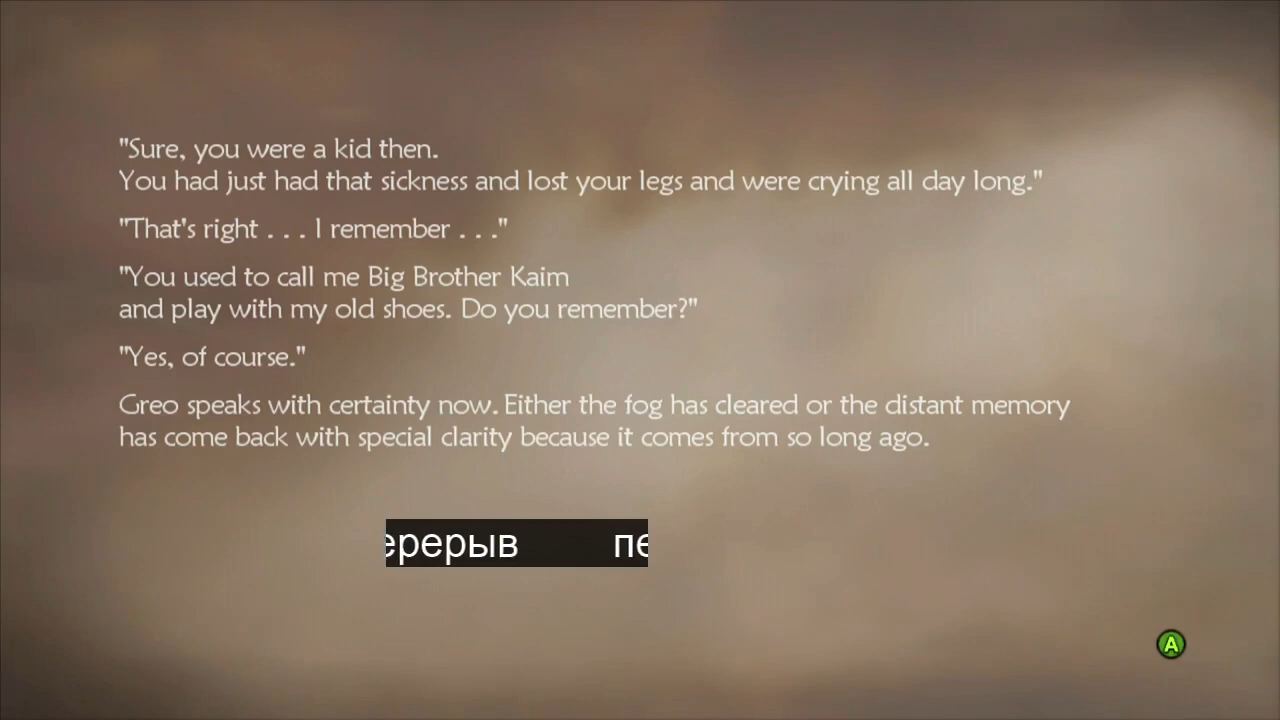 "Sure, you were a kid then.
You had just had that sickness and lost your legs and were crying all day long."
"That's right . . . I remember . . ."
"You used to call me Big Brother Kaim
and play with my old shoes. Do you remember?"
"Yes, of course."
Greo speaks with certainty now. Either the fog has cleared or the distant memory
has come back with special clarity because it comes from so long ago.
ерерыв пе
A